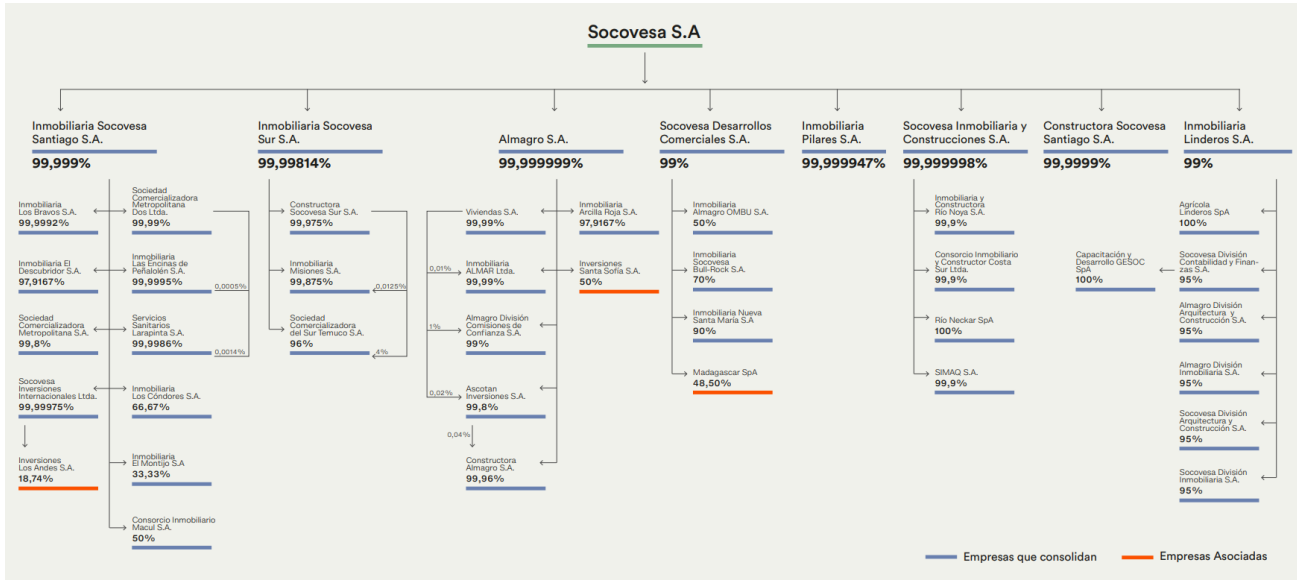 Socovesa S.A
Inmobiliaria Socovesa
Santiago S.A.
99,999%
Inmobiliaria Socovesa
Sur S.A.
99,99814%
Almagro S.A.
99,999999%
Socovesa Desarrollos
Comerciales S.A.
99%
Inmobiliaria
Pilares S.A.
99,999947%
Socovesa Inmobiliaria y
Construcciones S.A.
99,999998%
Constructora Socovesa
Santiago S.A.
99,9999%
Inmobiliaria
Linderos S.A.
99%
Inmobiliaria
Los Bravos S.A.
99,9992%
Inmobiliaria El
Descubridor S.A.
97,9167%
Sociedad
Comercializadora
Metropolitana S.A.
99,8%
Socovesa
Inversiones
Internacionales Ltda.
99,99975%
Inversiones
Los Andes S.A.
18,74%
Sociedad
Comercializadora
Metropolitana
Dos Ltda.
99,99%
Inmobiliaria
Las Encinas de
Peñalolén S.A.
99,9995%
0,0005%
Servicios
Sanitarios
Larapinta S.A.
99,9986%
0,0014%
Inmobiliaria
Los Cóndores S.A.
66,67%
Inmobiliaria
El Montijo S.A
33,33%
Consorcio Inmobiliario
Macul S.A.
50%
Constructora
Socovesa Sur S.A.
99,975%
Inmobiliaria
Misiones S.A.
99,875%
0,0125%
Sociedad
Comercializadora
del Sur Temuco S.A.
96%
4%
Viviendas S.A.
99,99%
0,01%
Inmobiliaria
ALMAR Ltda.
99,99%
1%
Almagro División
Comisiones de
Confianza S.A.
99%
0,02%
Ascotan
Inversiones S.A.
99,8%
0,04%
Constructora
Almagro S.A.
99,96%
Inmobiliaria
Arcilla Roja S.A.
97,9167%
Inversiones
Santa Sofía S.A.
50%
Inmobiliaria
Almagro OMBU S.A.
50%
Inmobiliaria
Socovesa
Bull-Rock S.A.
70%
Inmobiliaria Nueva
Santa María S.A
90%
Madagascar SpA
48,50%
Inmobiliaria y
Constructora
Río Noya S.A.
99,9%
Consorcio Inmobiliario
y Constructor Costa
Sur Ltda.
99,9%
Río Neckar SpA
100%
SIMAQ S.A.
99,9%
Capacitación y
Desarrollo GESOC
SpA
100%
Agrícola
Linderos SpA
100%
Socovesa División
Contabilidad y Finan-
zas S.A.
95%
Almagro División
Arquitectura y
Construcción S.A.
95%
Almagro División
Inmobiliaria S.A.
95%
Socovesa División
Arquitectura y
Construcción S.A.
95%
Socovesa División
Inmobiliaria S.A.
95%
Empresas que consolidan
Empresas Asociadas